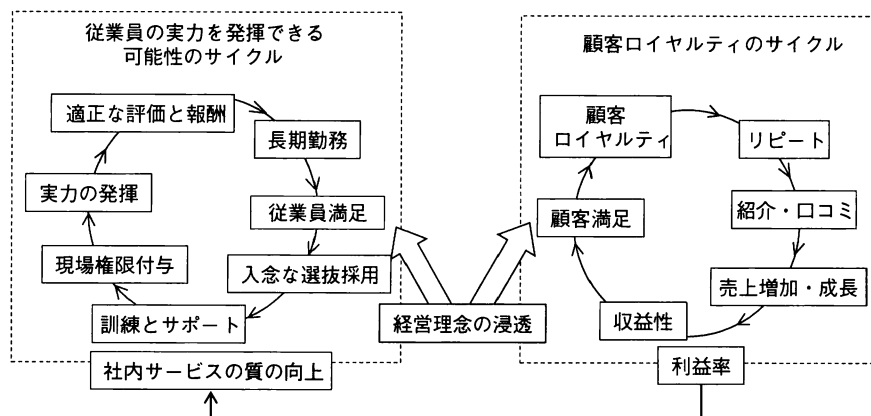 従業員の実力を発揮できる
可能性のサイクル
適正な評価と報酬
長期勤務
従業員満足
入念な選抜採用
訓練とサポート
現場権限付与
実力の発揮
社内サービスの質の向上
経営理念の浸透
顧客ロイヤルティのサイクル
顧客
ロイヤルティ
リピート
紹介・口コミ
売上増加・成長
収益性
顧客満足
利益率